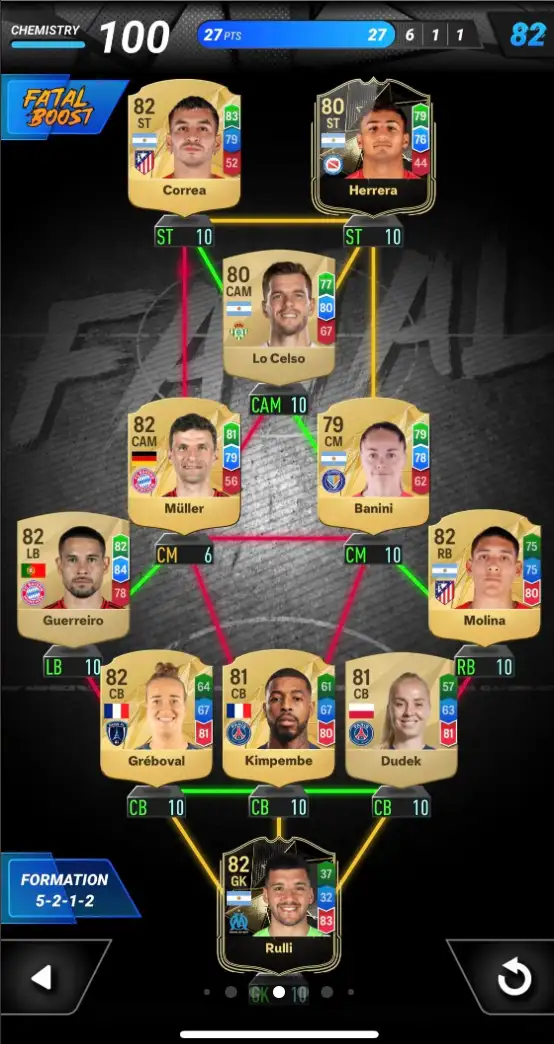 CHEMISTRY 100 27 PTS 27 6 1 1 82
FATAL
BOOST
82 ST 83 79 52
Correa
ST 10
80 ST 79 76 44
Herrera
ST 10
80 CAM 77 80 67
Lo Celso
CAM 10
82 CAM 81 79 56
Müller
CM 6
79 CM 79 78 62
Banini
CM 10
82 LB 82 84 78
Guerreiro
LB 10
82 RB 75 75 80
Molina
RB 10
82 CB 64 67 81
Gréboval
CB 10
81 CB 61 67 80
Kimpembe
CB 10
81 CB 57 63 81
Dudek
CB 10
82 GK 37 32 83
Rulli
GK 10
FORMATION
5-2-1-2
FATAL